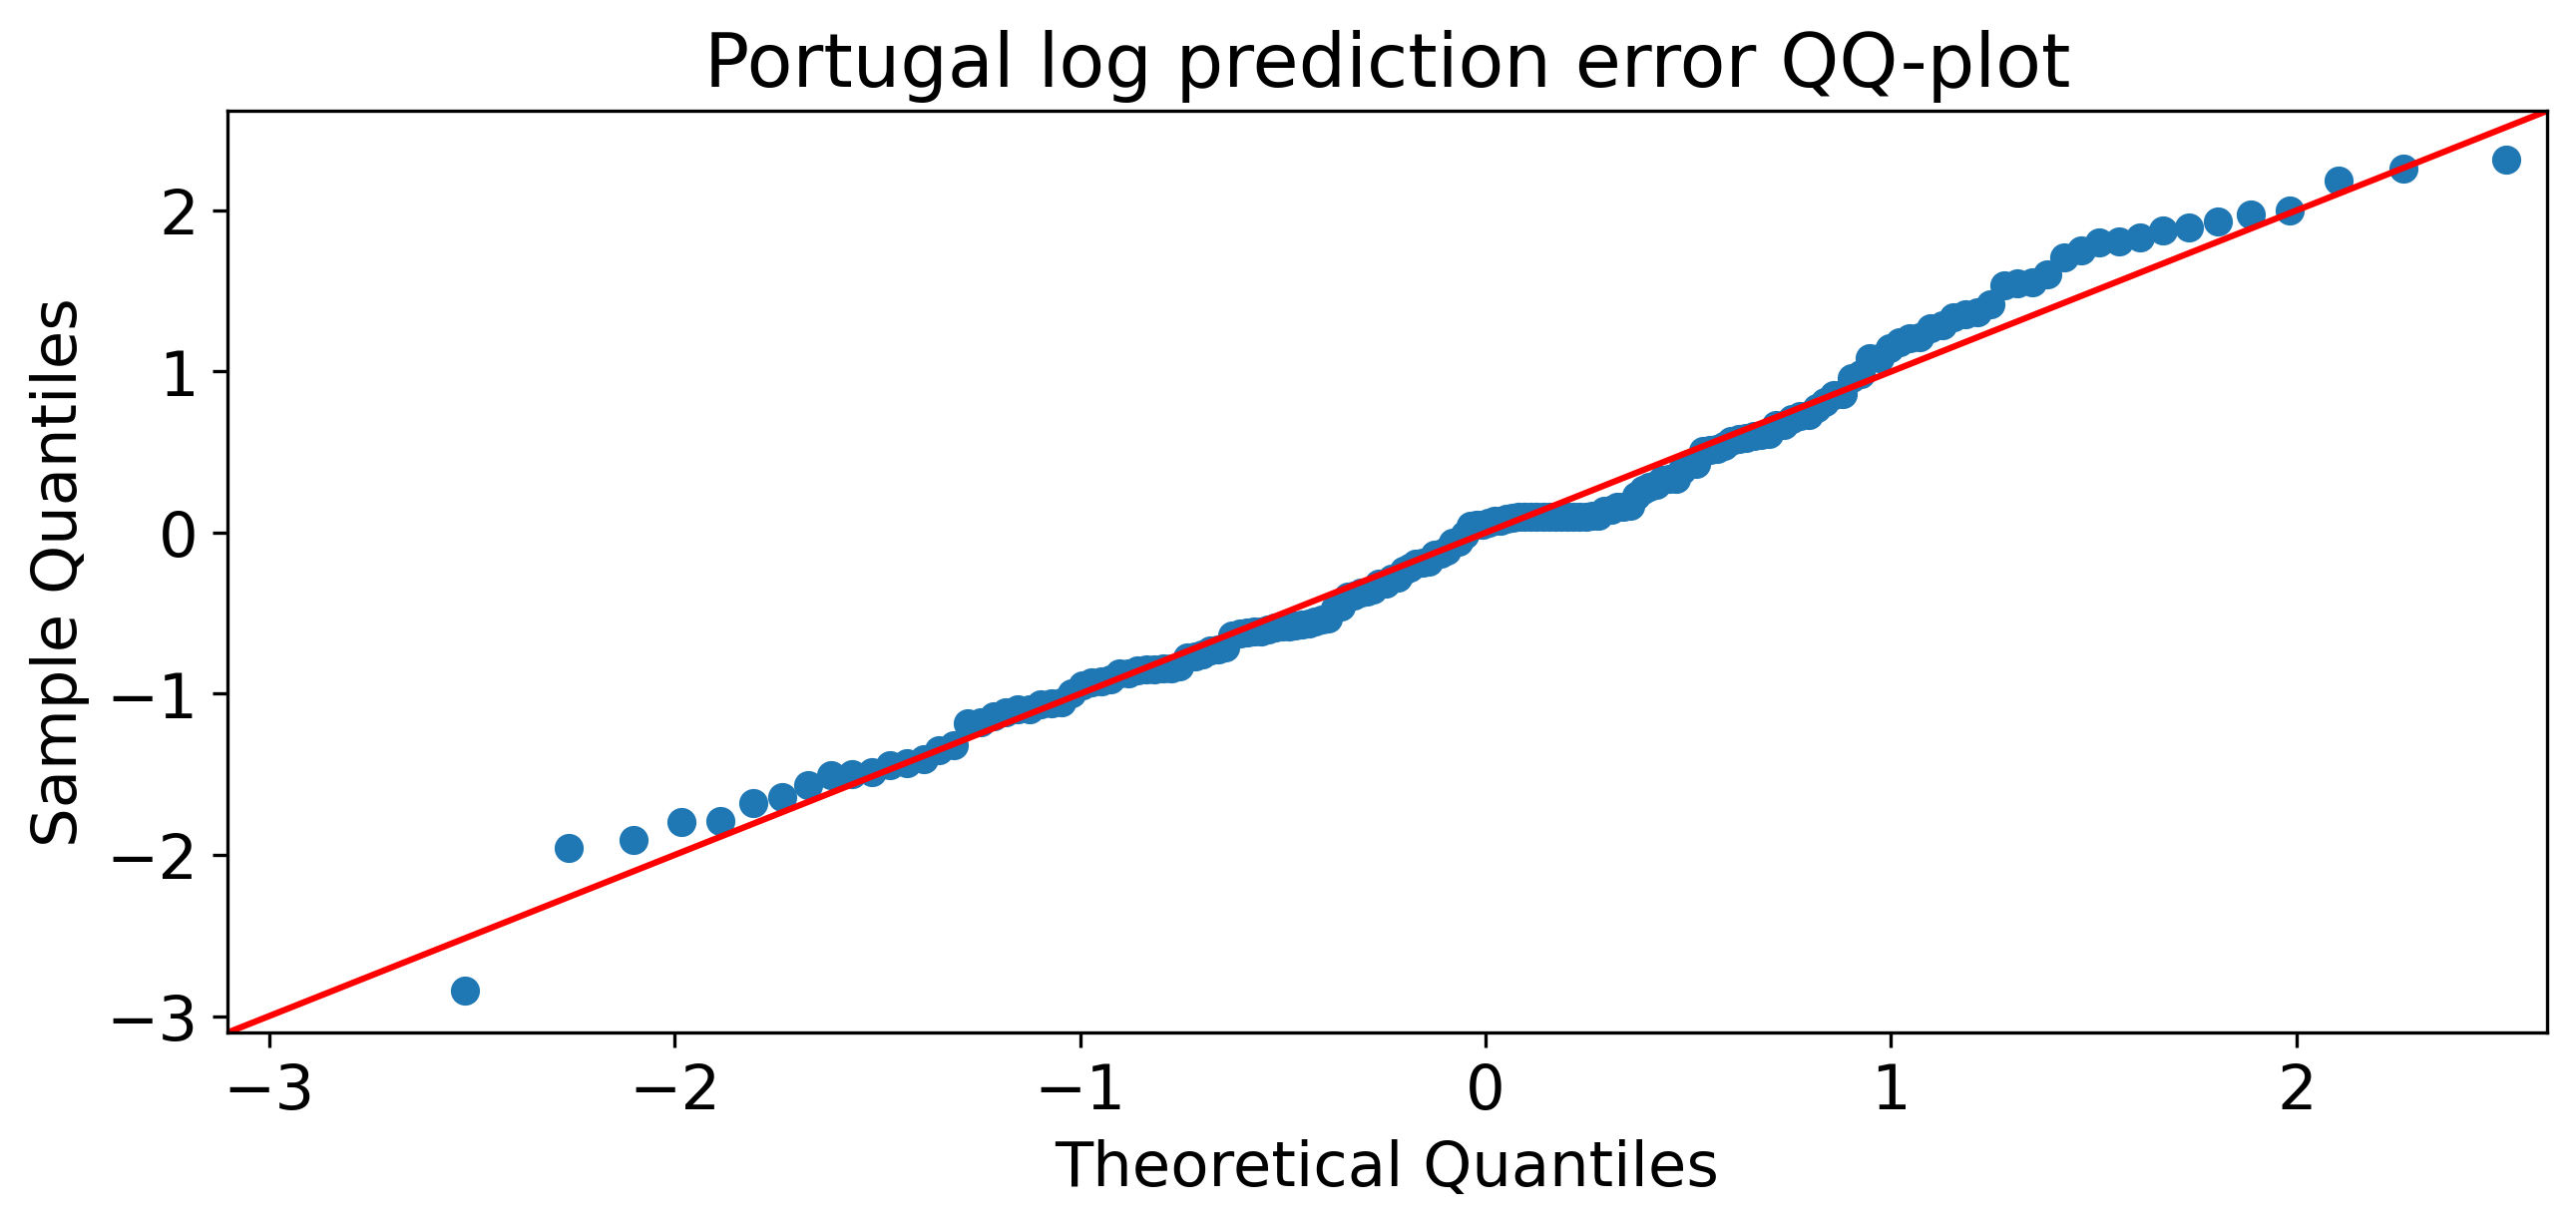 Portugal log prediction error QQ-plot
2
1
0
−1
−2
−3
Sample Quantiles
−3 −2 −1 0 1 2
Theoretical Quantiles